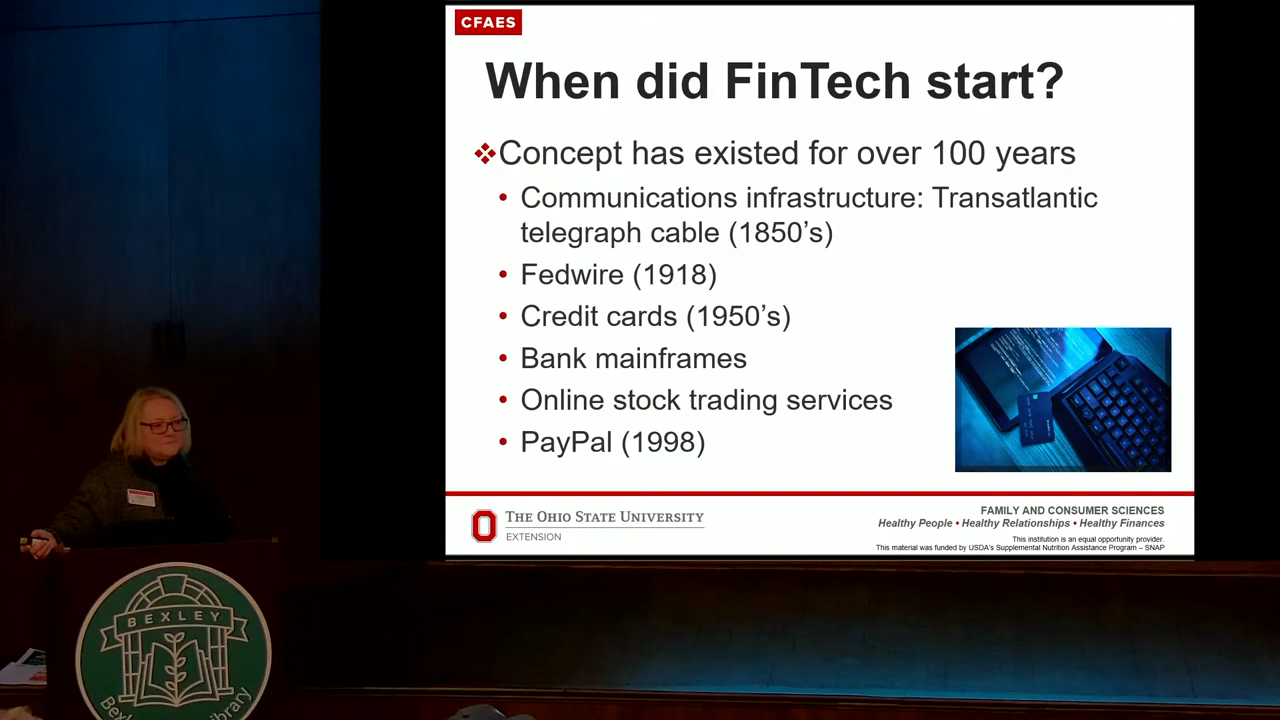 CFAES
When did FinTech start?
Concept has existed for over 100 years
• Communications infrastructure: Transatlantic
telegraph cable (1850’s)
• Fedwire (1918)
• Credit cards (1950’s)
• Bank mainframes
• Online stock trading services
• PayPal (1998)
THE OHIO STATE UNIVERSITY
EXTENSION
FAMILY AND CONSUMER SCIENCES
Healthy People • Healthy Relationships • Healthy Finances
This institution is an equal opportunity provider.
This material was funded by USDA's Supplemental Nutrition Assistance Program – SNAP
BEXLEY